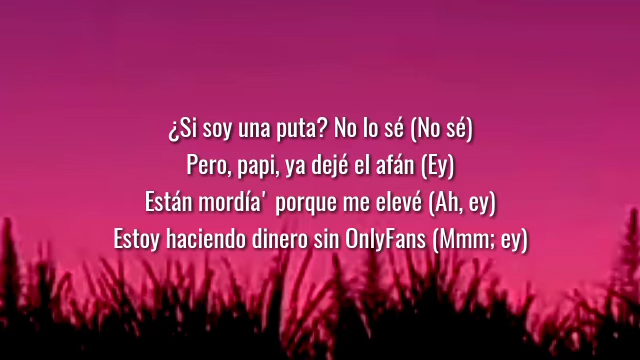 ¿Si soy una puta? No lo sé (No sé)
Pero, papi, ya dejé el afán (Ey)
Están mordía' porque me elevé (Ah, ey)
Estoy haciendo dinero sin OnlyFans (Mmm; ey)